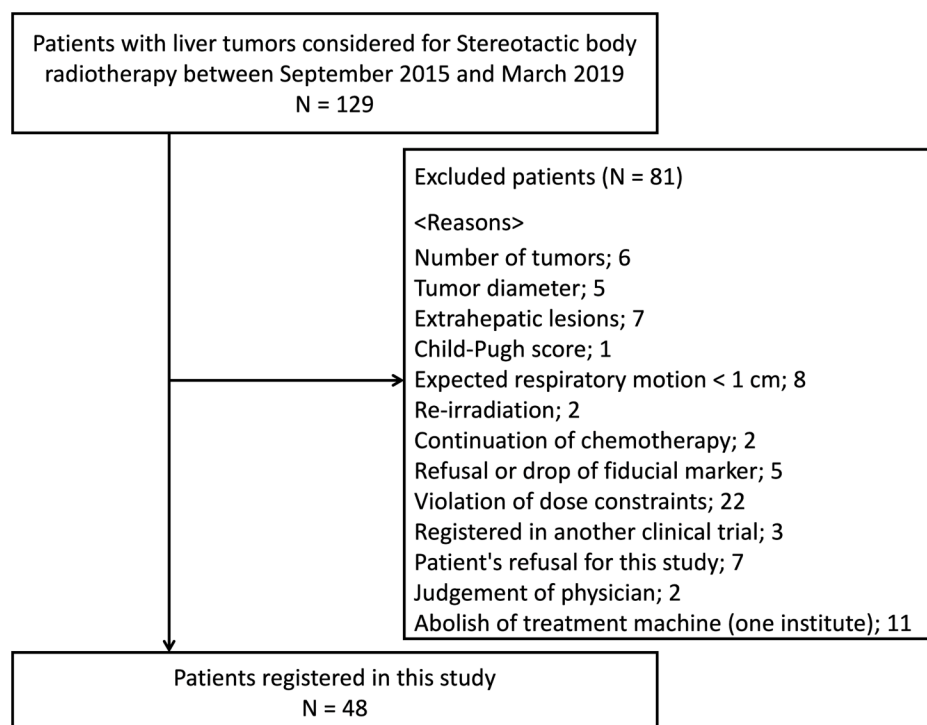 Patients with liver tumors considered for Stereotactic body
radiotherapy between September 2015 and March 2019
N = 129
Excluded patients (N = 81)
<Reasons>
Number of tumors; 6
Tumor diameter; 5
Extrahepatic lesions; 7
Child-Pugh score; 1
Expected respiratory motion < 1 cm; 8
Re-irradiation; 2
Continuation of chemotherapy; 2
Refusal or drop of fiducial marker; 5
Violation of dose constraints; 22
Registered in another clinical trial; 3
Patient's refusal for this study; 7
Judgement of physician; 2
Abolish of treatment machine (one institute); 11
Patients registered in this study
N = 48